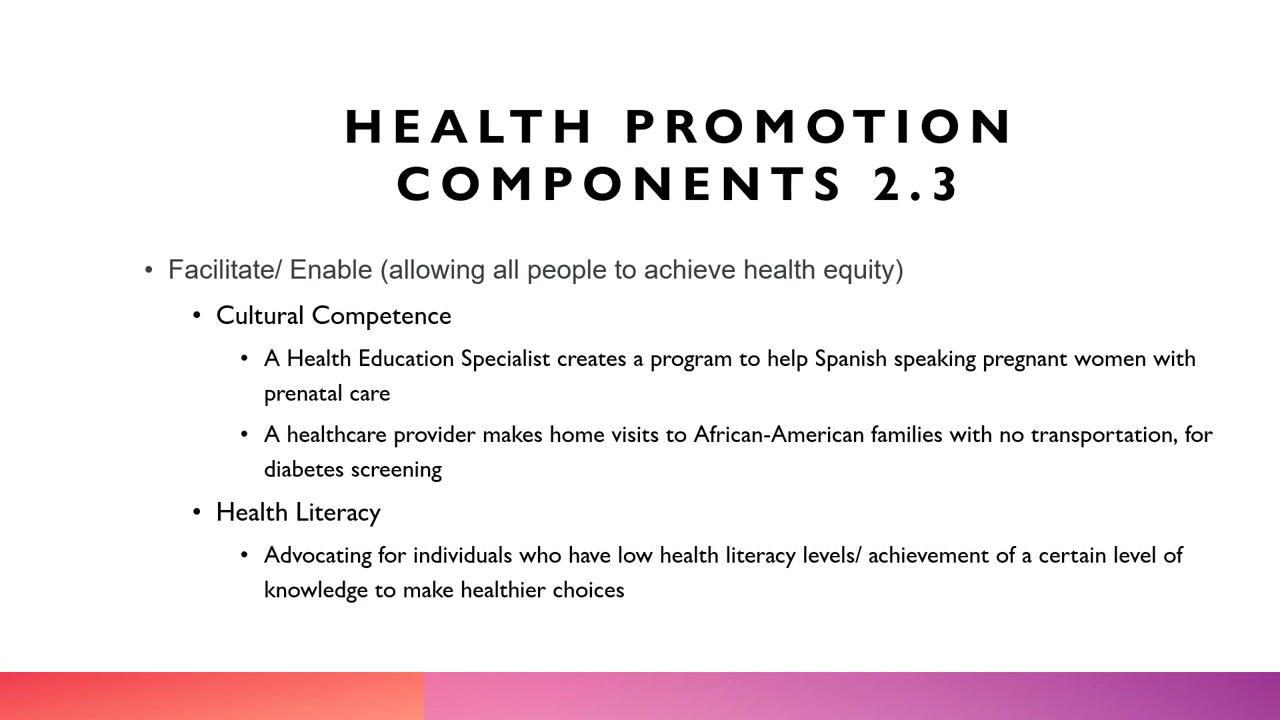 HEALTH PROMOTION
COMPONENTS 2.3
• Facilitate/ Enable (allowing all people to achieve health equity)
• Cultural Competence
• A Health Education Specialist creates a program to help Spanish speaking pregnant women with
prenatal care
• A healthcare provider makes home visits to African-American families with no transportation, for
diabetes screening
• Health Literacy
• Advocating for individuals who have low health literacy levels/ achievement of a certain level of
knowledge to make healthier choices